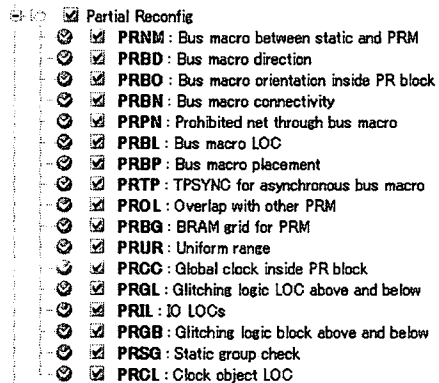 Partial Reconfig
PRNM : Bus macro between static and PRM
PRBD : Bus macro direction
PRBO : Bus macro orientation inside PR block
PRBN : Bus macro connectivity
PRPN : Prohibited net through bus macro
PRBL : Bus macro LOC
PRBP : Bus macro placement
PRTP : TPSYNC for asynchronous bus macro
PROL : Overlap with other PRM
PRBG : BRAM grid for PRM
PRUR : Uniform range
PRCC : Global clock inside PR block
PRGL : Glitching logic LOC above and below
PRIL : IO LOCs
PRGB : Glitching logic block above and below
PRSG : Static group check
PRCL : Clock object LOC